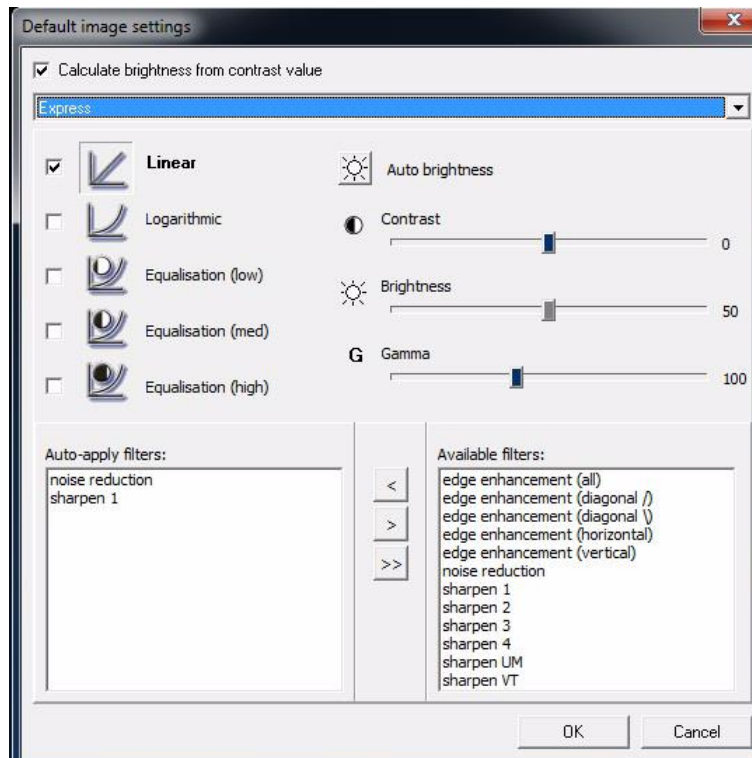 Default image settings
Calculate brightness from contrast value
Express
Linear
Auto brightness
Logarithmic
Contrast
0
Equalisation (low)
Brightness
50
Equalisation (med)
G Gamma
100
Equalisation (high)
Auto-apply filters:
noise reduction
sharpen 1
<
>
>>
Available filters:
edge enhancement (all)
edge enhancement (diagonal /)
edge enhancement (diagonal \)
edge enhancement (horizontal)
edge enhancement (vertical)
noise reduction
sharpen 1
sharpen 2
sharpen 3
sharpen 4
sharpen UM
sharpen VT
OK
Cancel